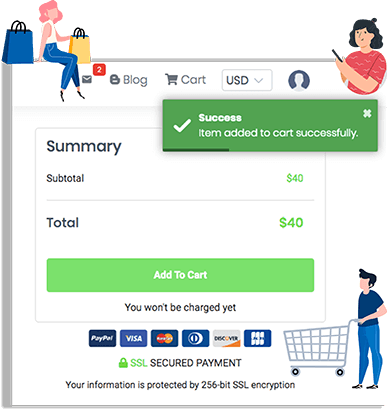 2
Blog
Cart
USD
Success
Item added to cart successfully.
Summary
Subtotal
$40
Total
$40
Add To Cart
You won't be charged yet
PayPal
VISA
DISCOVER
JCB
SSL SECURED PAYMENT
Your information is protected by 256-bit SSL encryption